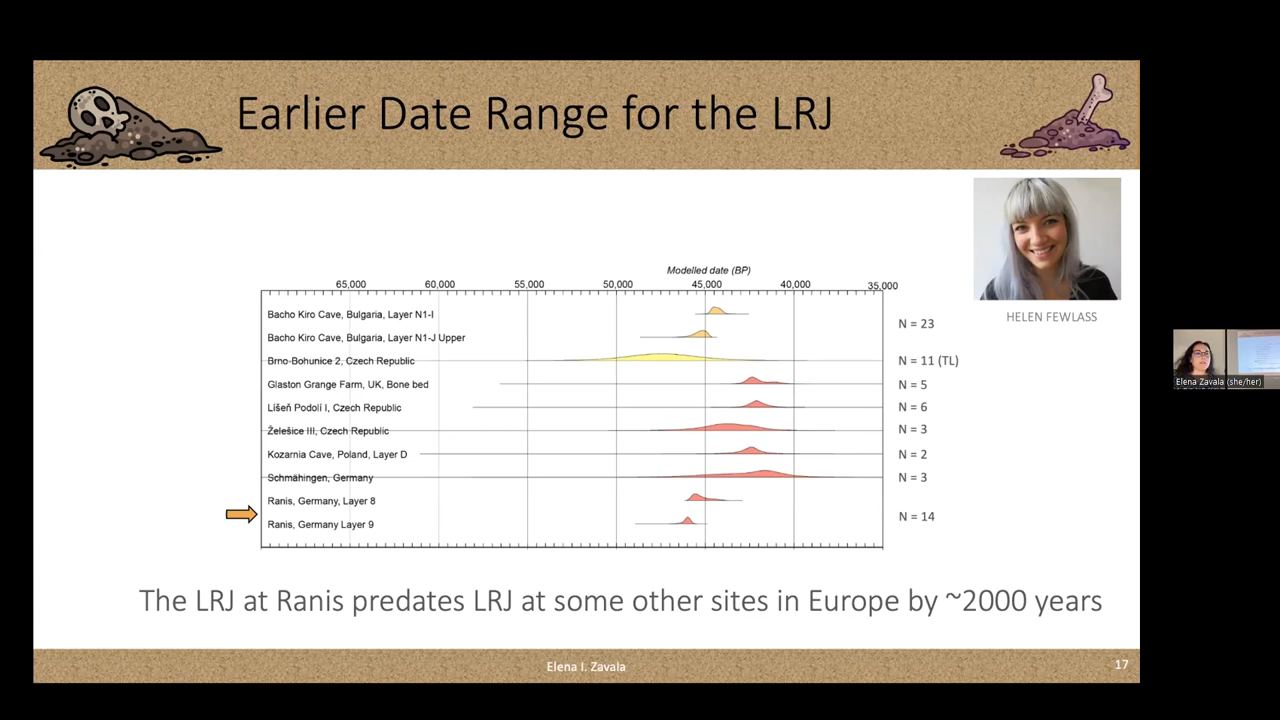 Earlier Date Range for the LRJ
HELEN FEWLASS
Modelled date (BP)
65,000 60,000 55,000 50,000 45,000 40,000 35,000
Bacho Kiro Cave, Bulgaria, Layer N1-I
N = 23
Bacho Kiro Cave, Bulgaria, Layer N1-J Upper
Brno-Bohunice 2, Czech Republic N = 11 (TL)
Glaston Grange Farm, UK, Bone bed N = 5
Líšeň Podolí I, Czech Republic N = 6
Želešice III, Czech Republic N = 3
Kozarnia Cave, Poland, Layer D N = 2
Schmähingen, Germany N = 3
Ranis, Germany, Layer 8
N = 14
Ranis, Germany Layer 9
The LRJ at Ranis predates LRJ at some other sites in Europe by ~2000 years
Elena I. Zavala
17
Elena Zavala (she/her)